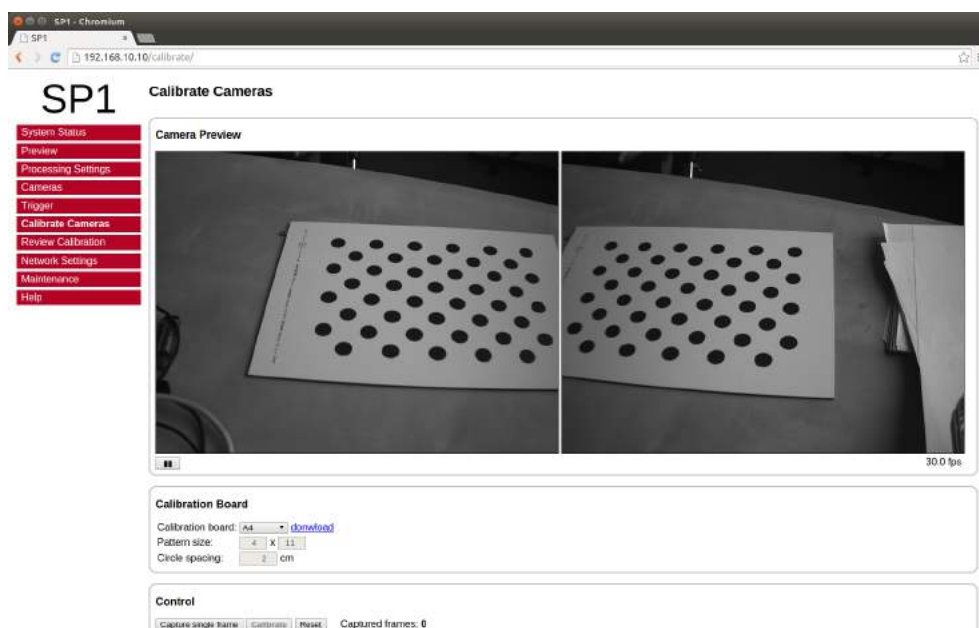 SP1 - Chromium
SP1
192.168.10.10/calibrate/
SP1
System Status
Preview
Processing Settings
Cameras
Trigger
Calibrate Cameras
Review Calibration
Network Settings
Maintenance
Help
Calibrate Cameras
Camera Preview
30.0 fps
Calibration Board
Calibration board: A4 donwload
Pattern size: 4 x 11
Circle spacing: 2 cm
Control
Capture single frame Calibrate Reset Captured frames: 0